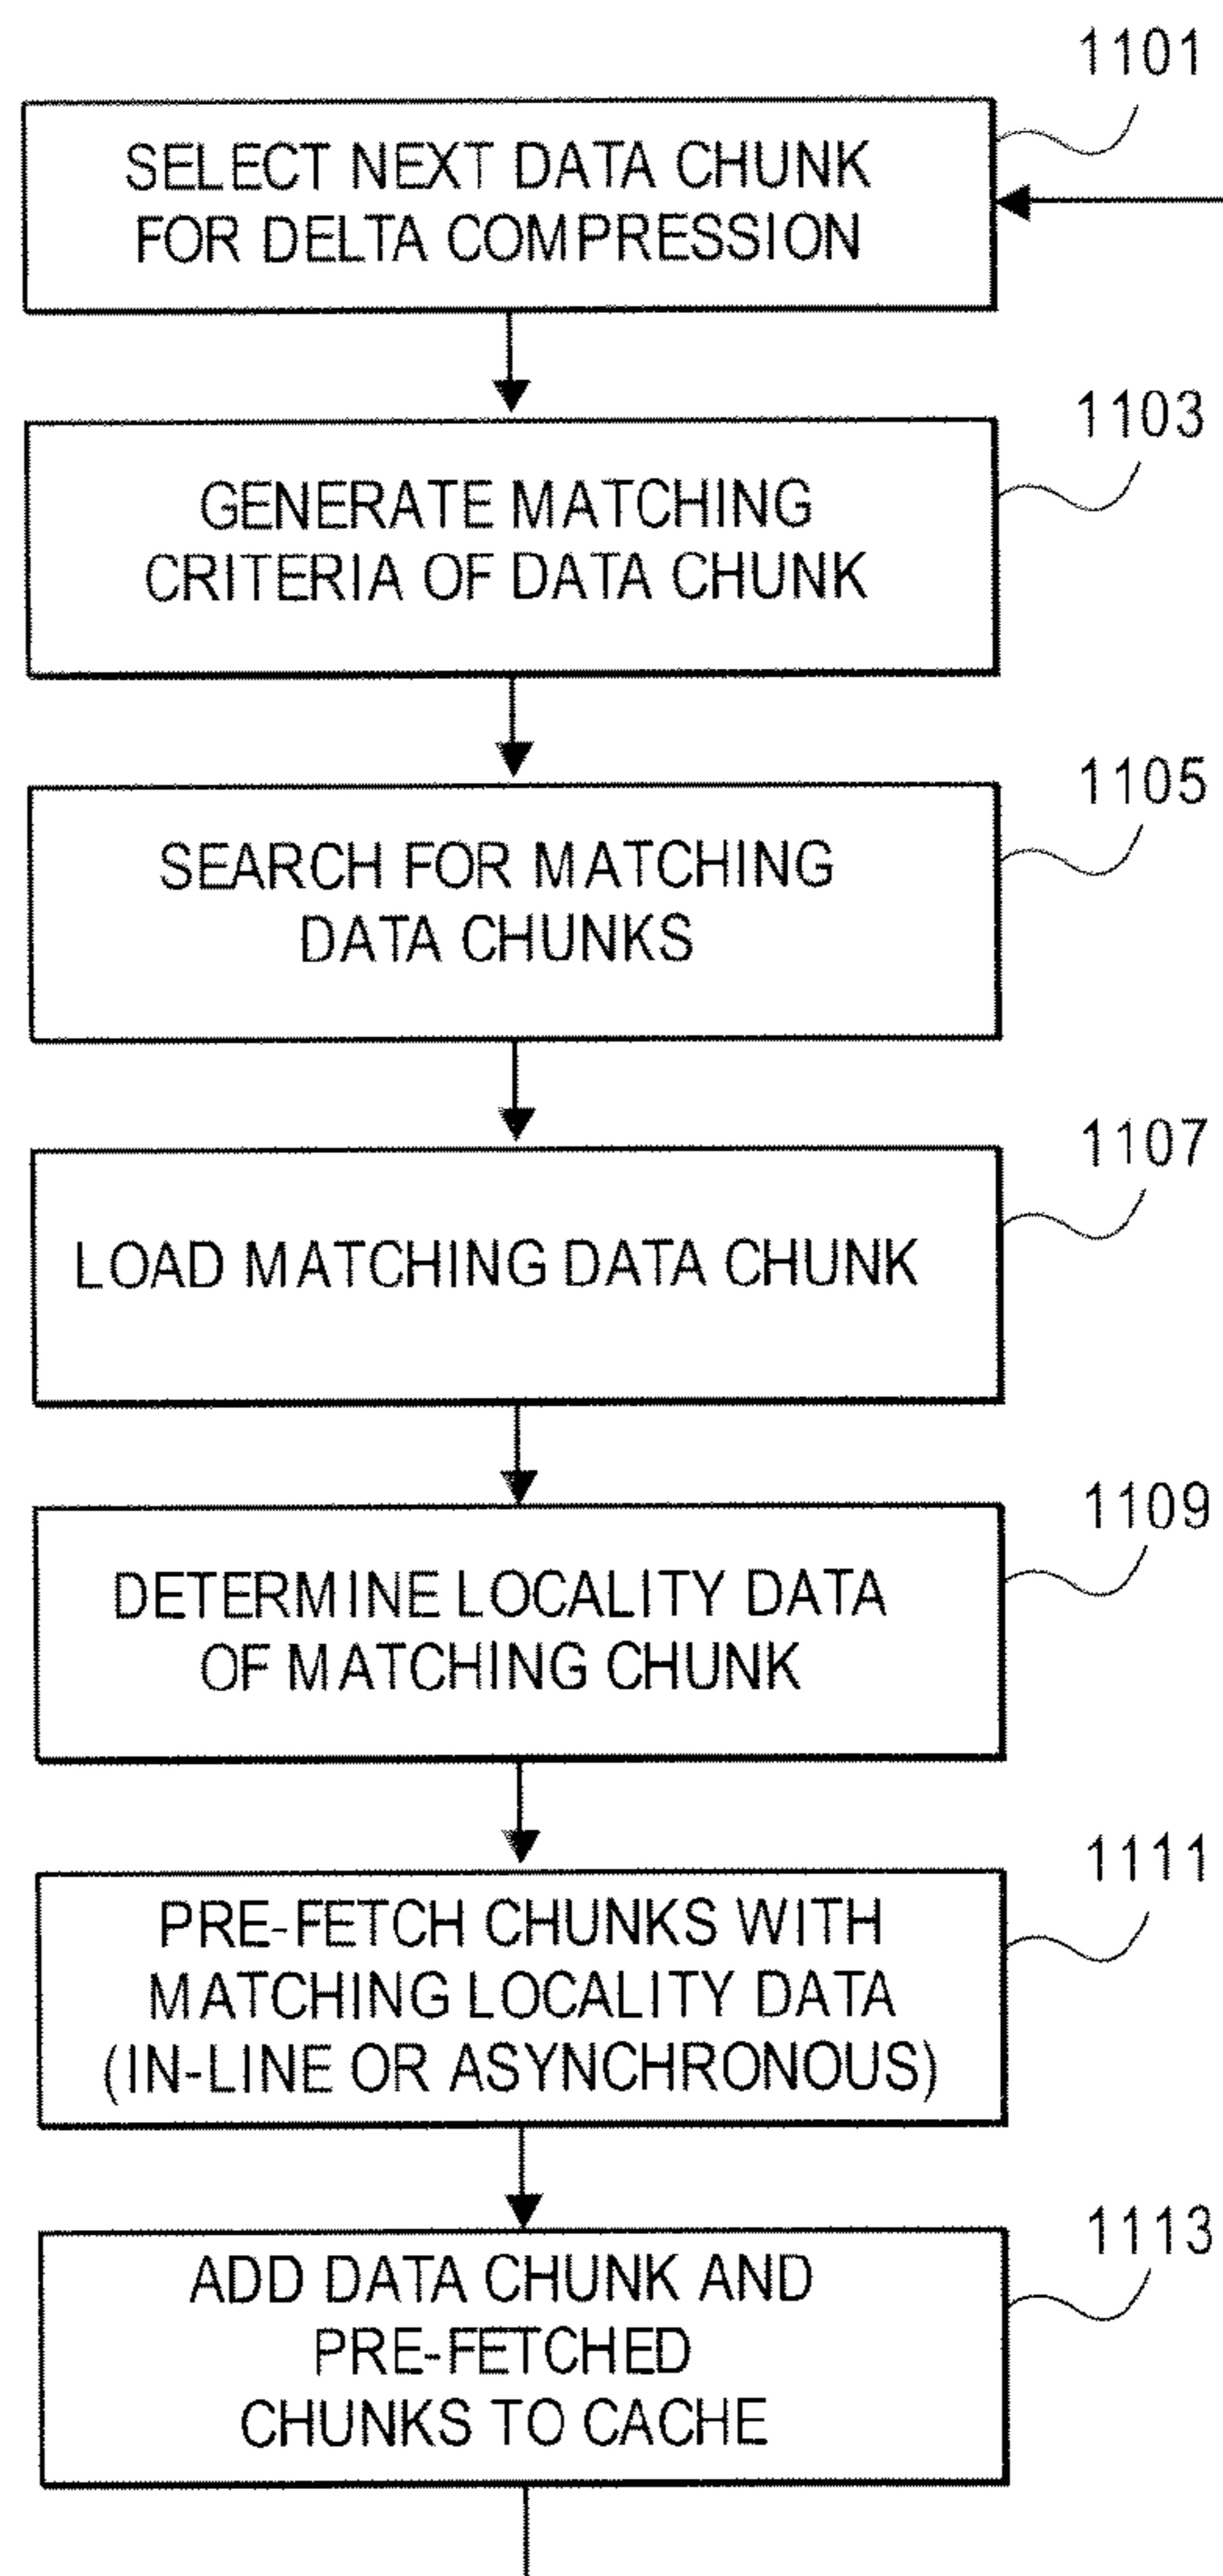 1101
SELECT NEXT DATA CHUNK
FOR DELTA COMPRESSION
1103
GENERATE MATCHING
CRITERIA OF DATA CHUNK
1105
SEARCH FOR MATCHING
DATA CHUNKS
1107
LOAD MATCHING DATA CHUNK
1109
DETERMINE LOCALITY DATA
OF MATCHING CHUNK
1111
PRE-FETCH CHUNKS WITH
MATCHING LOCALITY DATA
(IN-LINE OR ASYNCHRONOUS)
1113
ADD DATA CHUNK AND
PRE-FETCHED
CHUNKS TO CACHE